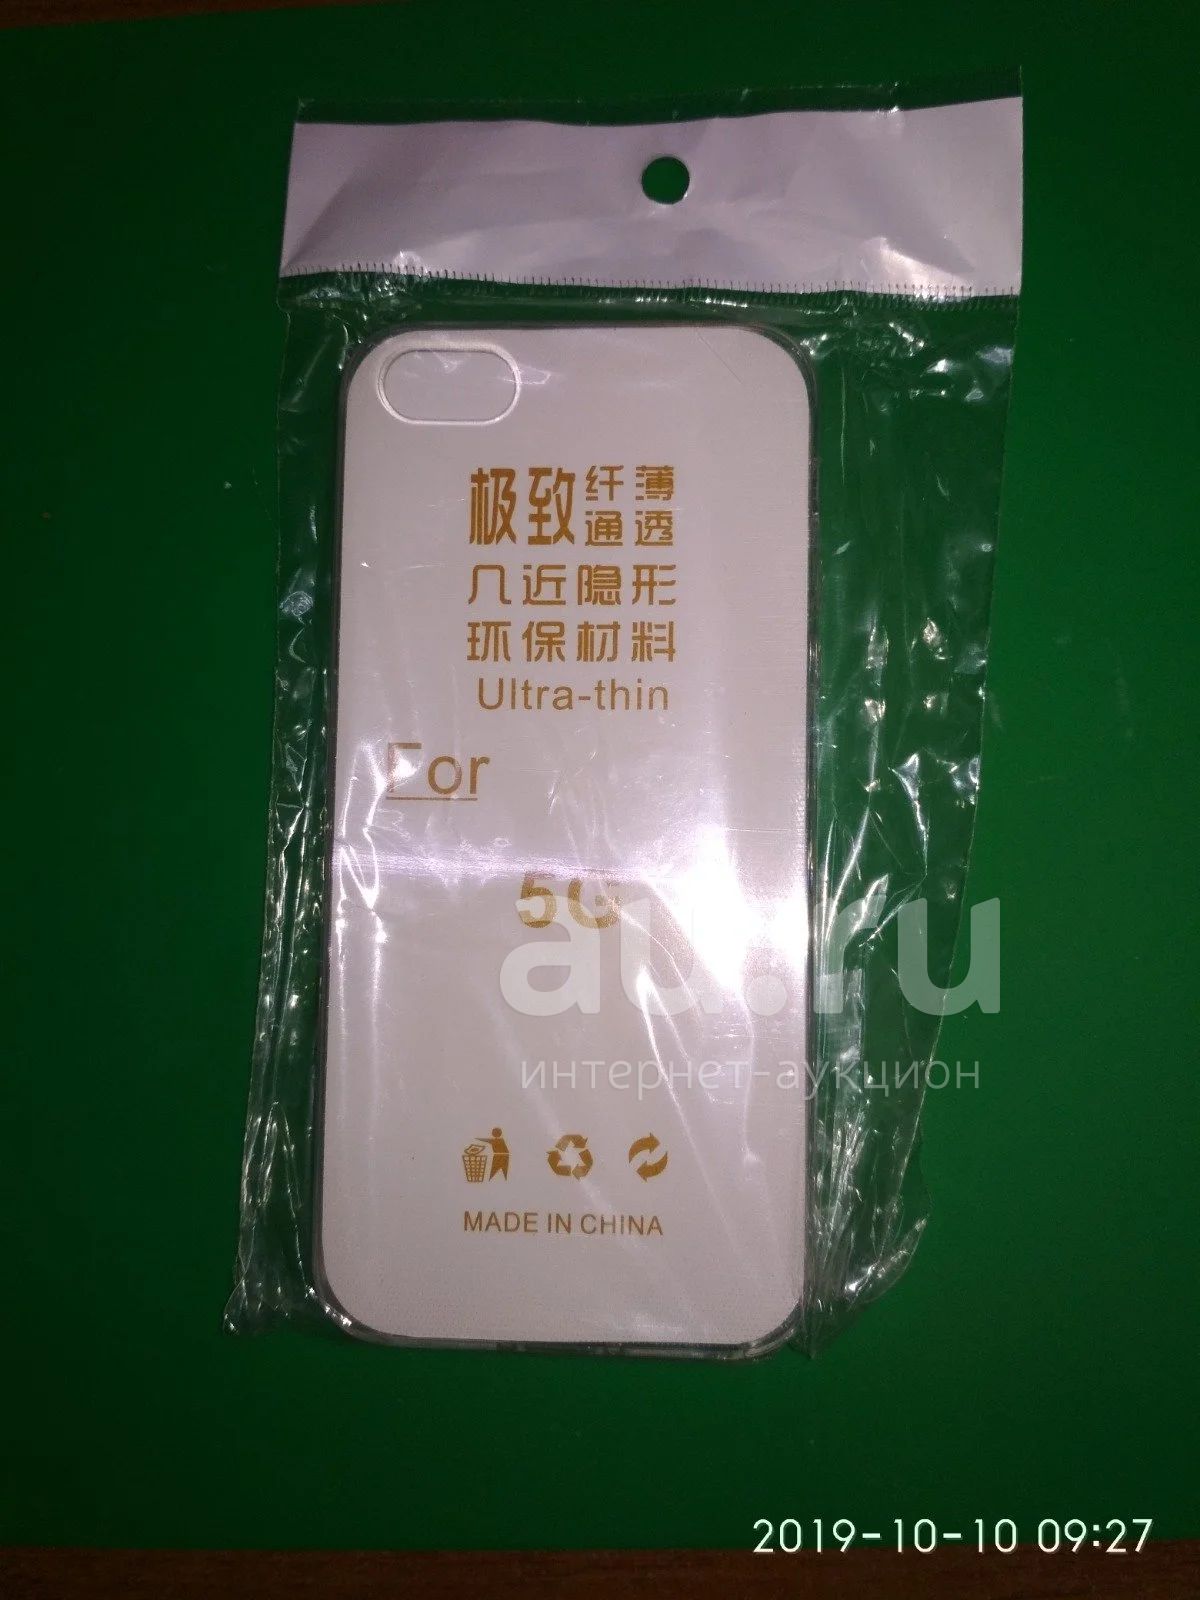 极致纤薄
通透
几近隐形
环保材料
Ultra-thin
For
5G
au.ru
интернет-аукцион
MADE IN CHINA
2019-10-10 09:27